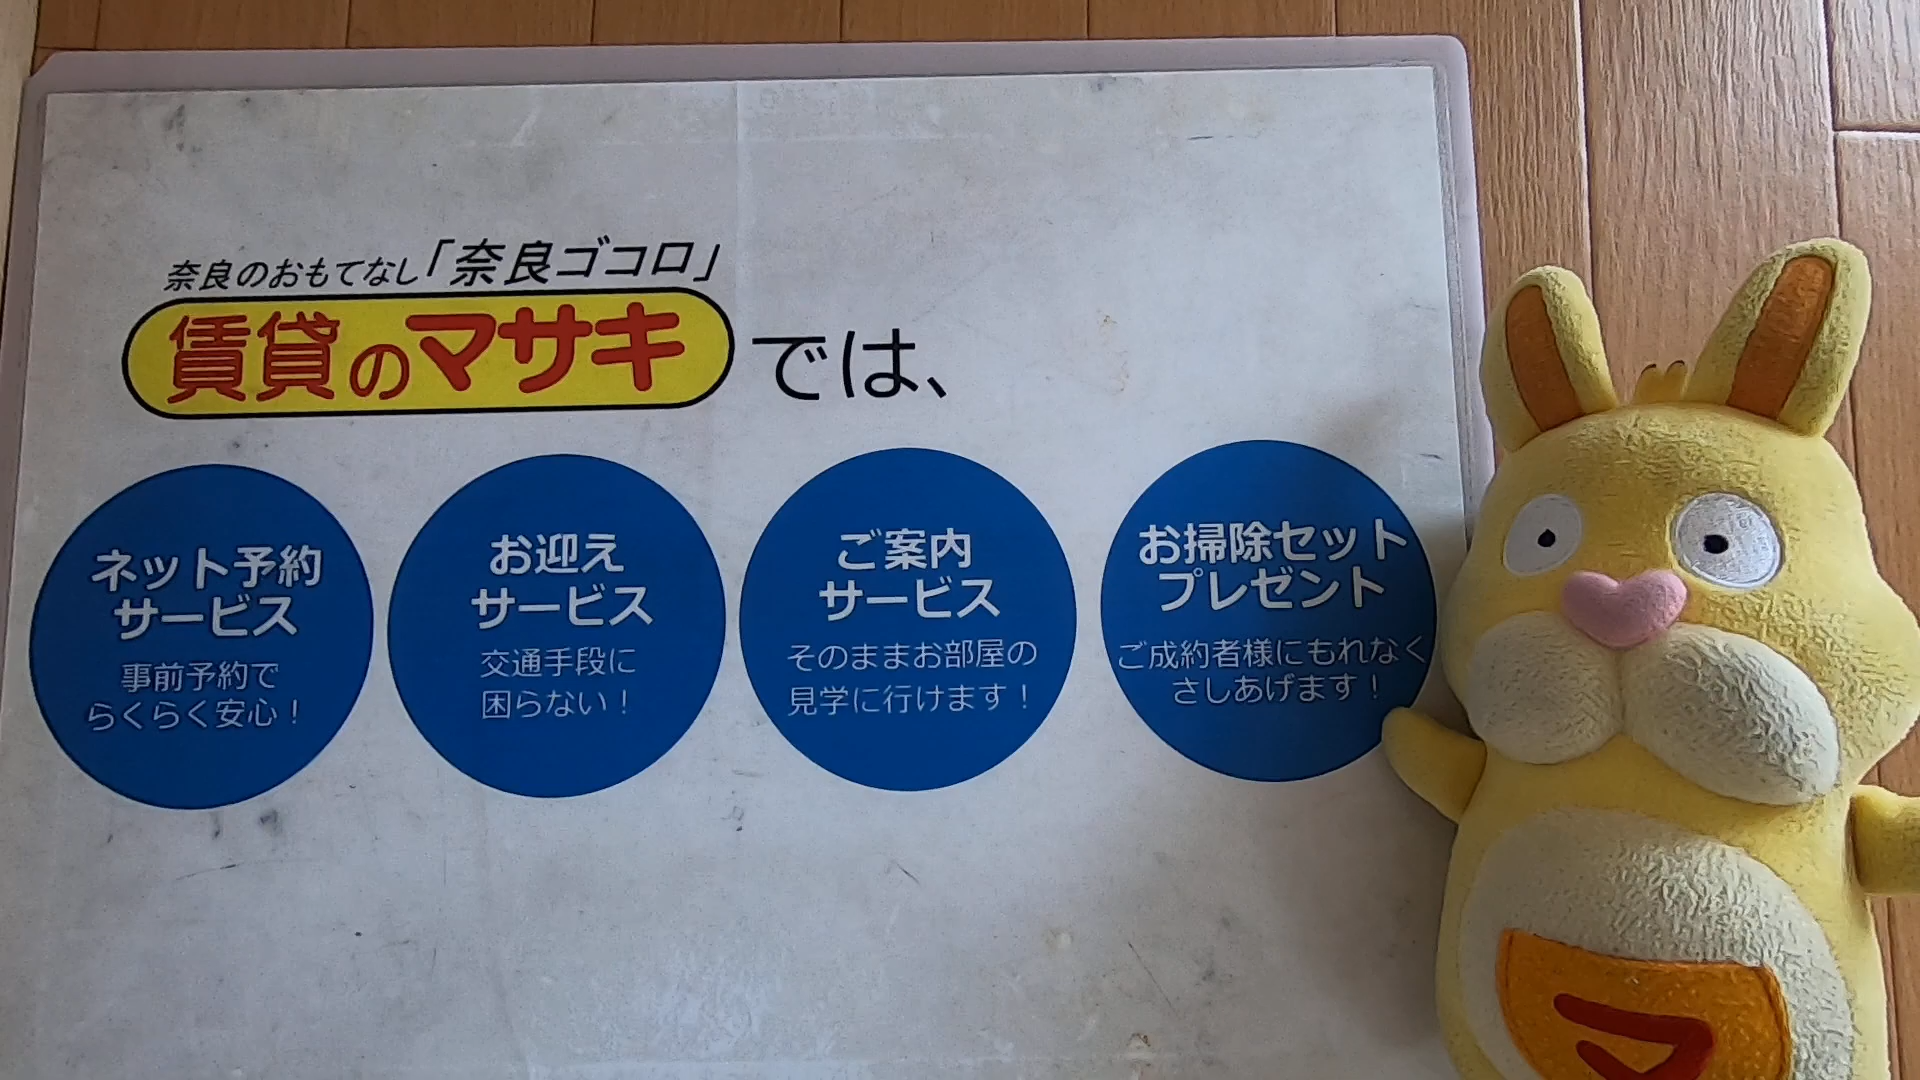 奈良のおもてなし「奈良ゴコロ」
賃貸のマサキでは、
ネット予約
サービス
事前予約で
らくらく安心！
お迎え
サービス
交通手段に
困らない！
ご案内
サービス
そのままお部屋の
見学に行けます！
お掃除セット
プレゼント
ご成約者様にもれなく
さしあげます！
マ